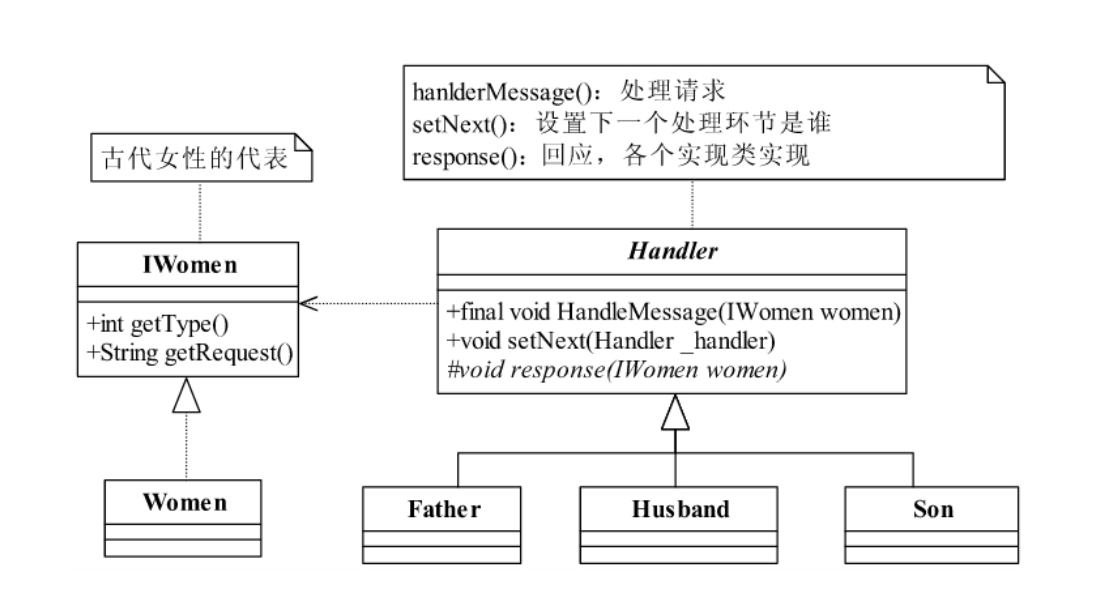 hanlderMessage()：处理请求
setNext()：设置下一个处理环节是谁
response()：回应，各个实现类实现
古代女性的代表
IWomen
+int getType()
+String getRequest()
Handler
+final void HandleMessage(IWomen women)
+void setNext(Handler _handler)
#void response(IWomen women)
Women
Father
Husband
Son